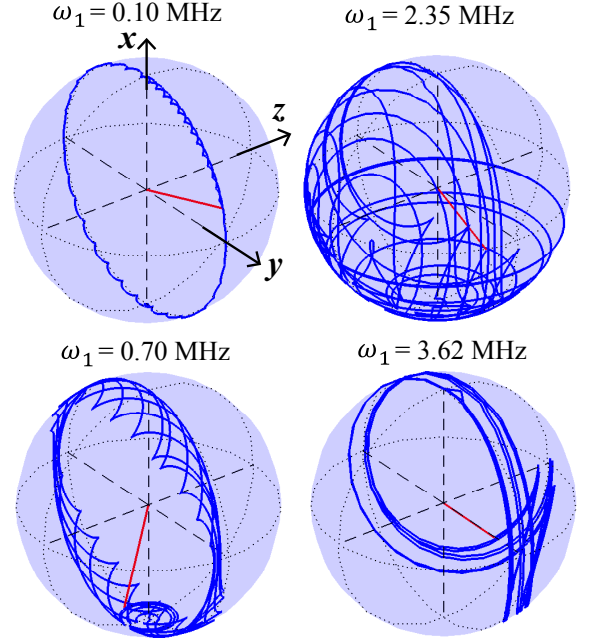 ω₁ = 0.10 MHz
ω₁ = 2.35 MHz
x
z
y
ω₁ = 0.70 MHz
ω₁ = 3.62 MHz